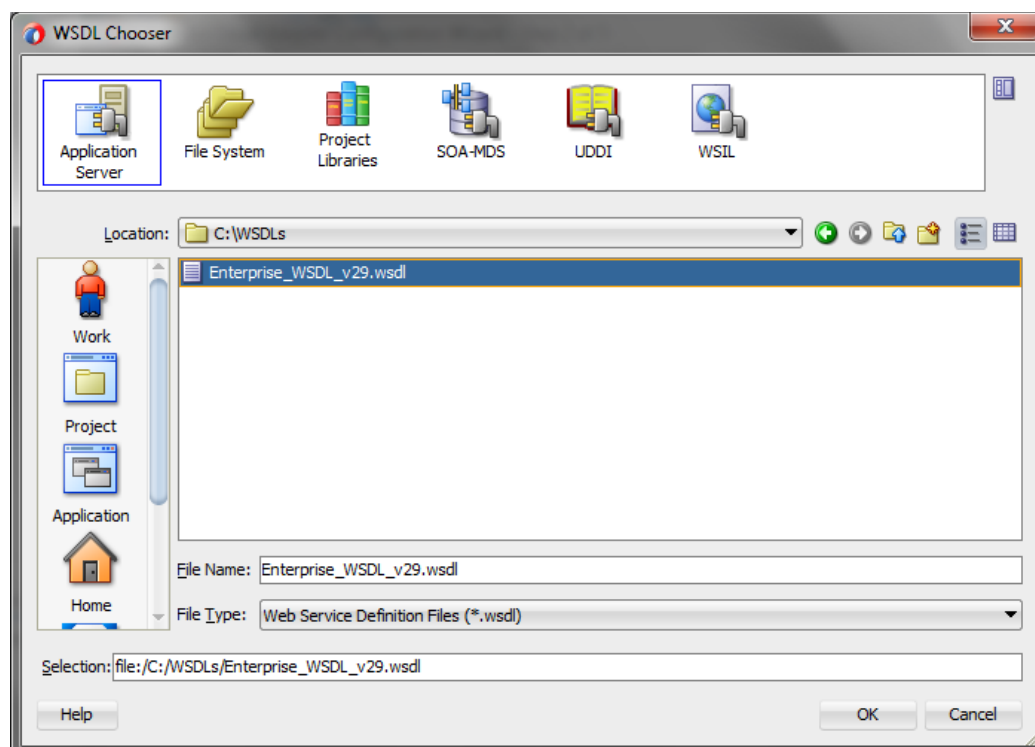 WSDL Chooser
Application
Server
File System
Project
Libraries
SOA-MDS
UDDI
WSIL
Location:
C:\WSDLs
Work
Project
Application
Home
Enterprise_WSDL_v29.wsdl
File Name: Enterprise_WSDL_v29.wsdl
File Type: Web Service Definition Files (*.wsdl)
Selection: file:/C:/WSDLs/Enterprise_WSDL_v29.wsdl
Help
OK
Cancel